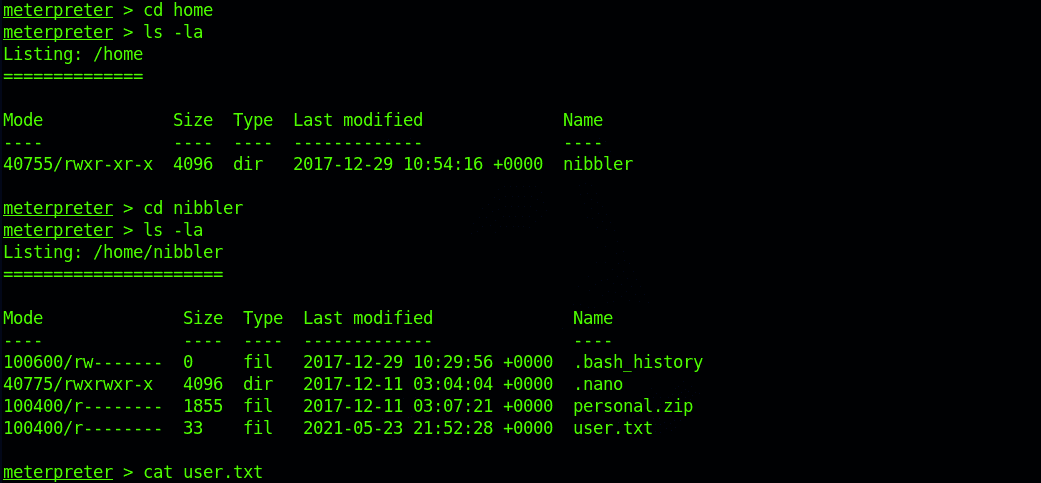 meterpreter > cd home
meterpreter > ls -la
Listing: /home
==============
Mode             Size  Type  Last modified              Name
----             ----  ----  -------------              ----
40755/rwxr-xr-x  4096  dir   2017-12-29 10:54:16 +0000  nibbler
meterpreter > cd nibbler
meterpreter > ls -la
Listing: /home/nibbler
======================
Mode              Size  Type  Last modified              Name
----              ----  ----  -------------              ----
100600/rw-------  0     fil   2017-12-29 10:29:56 +0000  .bash_history
40775/rwxrwxr-x   4096  dir   2017-12-11 03:04:04 +0000  .nano
100400/r--------  1855  fil   2017-12-11 03:07:21 +0000  personal.zip
100400/r--------  33    fil   2021-05-23 21:52:28 +0000  user.txt
meterpreter > cat user.txt